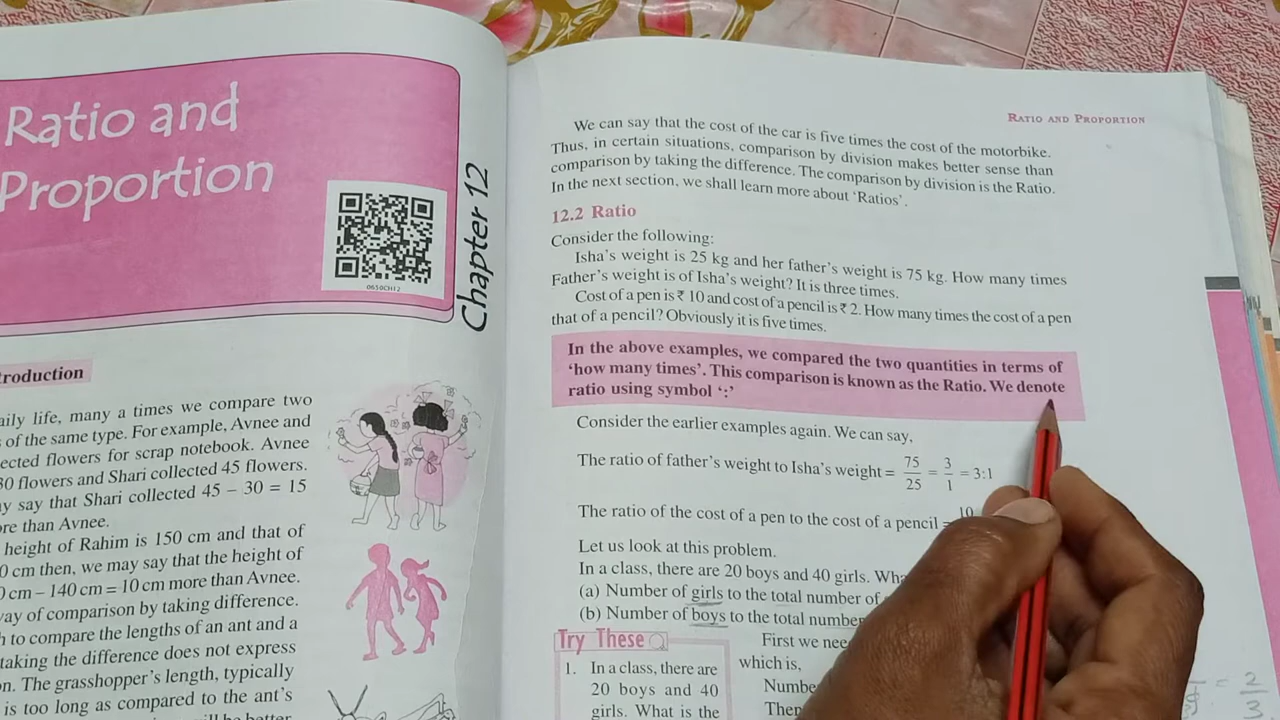 Ratio and
Proportion
0650CH12
Chapter 12
troduction
aily life, many a times we compare two
of the same type. For example, Avnee and
ected flowers for scrap notebook. Avnee
30 flowers and Shari collected 45 flowers.
y say that Shari collected 45 – 30 = 15
ore than Avnee.
height of Rahim is 150 cm and that of
0 cm then, we may say that the height of
0 cm – 140 cm = 10 cm more than Avnee.
way of comparison by taking difference.
h to compare the lengths of an ant and a
taking the difference does not express
on. The grasshopper's length, typically
is too long as compared to the ant's
RATIO AND PROPORTION
We can say that the cost of the car is five times the cost of the motorbike.
Thus, in certain situations, comparison by division makes better sense than
comparison by taking the difference. The comparison by division is the Ratio.
In the next section, we shall learn more about 'Ratios'.
12.2 Ratio
Consider the following:
Isha's weight is 25 kg and her father's weight is 75 kg. How many times
Father's weight is of Isha's weight? It is three times.
Cost of a pen is ₹ 10 and cost of a pencil is ₹ 2. How many times the cost of a pen
that of a pencil? Obviously it is five times.
In the above examples, we compared the two quantities in terms of
'how many times'. This comparison is known as the Ratio. We denote
ratio using symbol ':'
Consider the earlier examples again. We can say,
The ratio of father's weight to Isha's weight = 75/25 = 3/1 = 3:1
The ratio of the cost of a pen to the cost of a pencil = 10
Let us look at this problem.
In a class, there are 20 boys and 40 girls. Wha
(a) Number of girls to the total number of
(b) Number of boys to the total number
Try These
1. In a class, there are
20 boys and 40
girls. What is the
First we nee
which is,
Numbe
Then
= 2/3